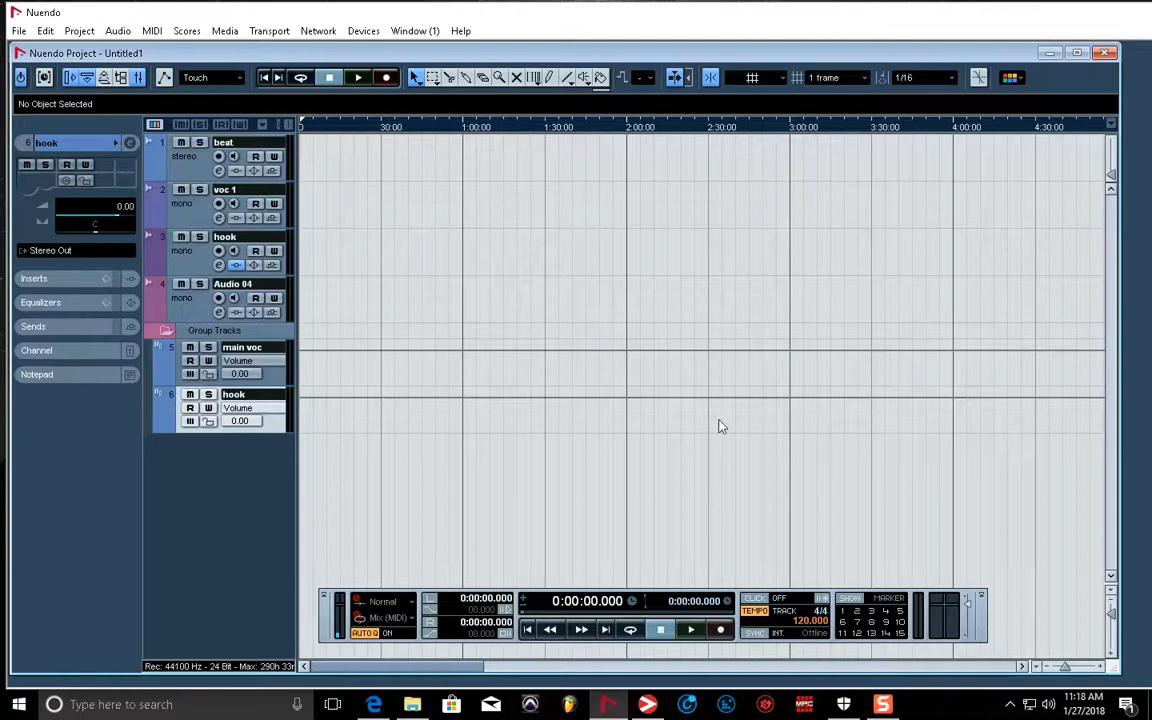 Nuendo
File Edit Project Audio MIDI Scores Media Transport Network Devices Window (1) Help
Nuendo Project - Untitled1
Touch 1 frame 1/16
No Object Selected
30:00 1:00:00 1:30:00 2:00:00 2:30:00 3:00:00 3:30:00 4:00:00 4:30:00
6 hook
M S R W
0.00
C
Stereo Out
Inserts
Equalizers
Sends
Channel
Notepad
1 beat
stereo R W
2 voc 1
mono R W
3 hook
mono R W
4 Audio 04
mono R W
Group Tracks
5 main voc
R W Volume
0.00
6 hook
R W Volume
0.00
Normal L 0:00:00.000 0:00:00.000 0:00:00.000 CLICK OFF SHOW MARKER
Mix (MIDI) 00.000 TEMPO TRACK 4/4 1 2 3 4 5
R 0:00:00.000 120.000 6 7 8 9 10
AUTO Q ON 00.000 SYNC INT. Offline 11 12 13 14 15
Rec: 44100 Hz - 24 Bit - Max: 290h 33r
Type here to search
MPC
S
11:18 AM
1/27/2018